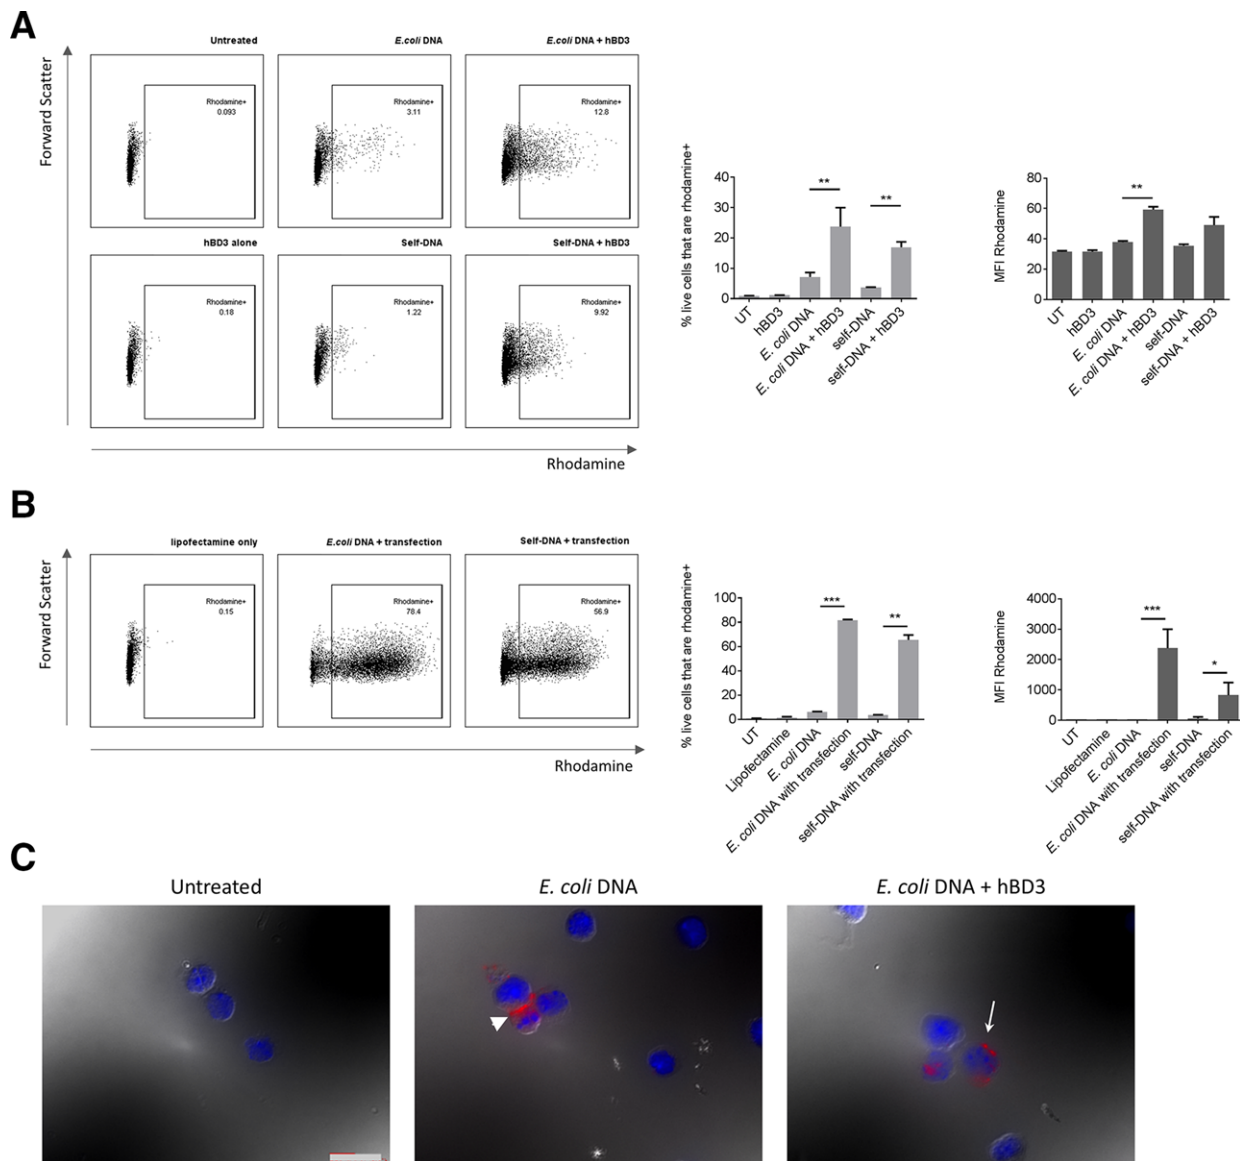 A
Untreated
E.coli DNA
E.coli DNA + hBD3
Forward Scatter
Rhodamine+
0.093
Rhodamine+
3.11
Rhodamine+
12.8
hBD3 alone
Self-DNA
Self-DNA + hBD3
Rhodamine+
0.18
Rhodamine+
1.22
Rhodamine+
9.92
Rhodamine
% live cells that are rhodamine+
40
30
20
10
0
**
**
UT
hBD3
E. coli DNA
E. coli DNA + hBD3
self-DNA
self-DNA + hBD3
MFI Rhodamine
80
60
40
20
0
**
UT
hBD3
E. coli DNA
E. coli DNA + hBD3
self-DNA
self-DNA + hBD3
B
lipofectamine only
E.coli DNA + transfection
Self-DNA + transfection
Forward Scatter
Rhodamine+
0.15
Rhodamine+
78.4
Rhodamine+
56.9
Rhodamine
% live cells that are rhodamine+
100
80
60
40
20
0
***
**
UT
Lipofectamine
E. coli DNA
E. coli DNA with transfection
self-DNA
self-DNA with transfection
MFI Rhodamine
4000
3000
2000
1000
0
***
*
UT
Lipofectamine
E. coli DNA
E. coli DNA with transfection
self-DNA
self-DNA with transfection
C
Untreated
E. coli DNA
E. coli DNA + hBD3